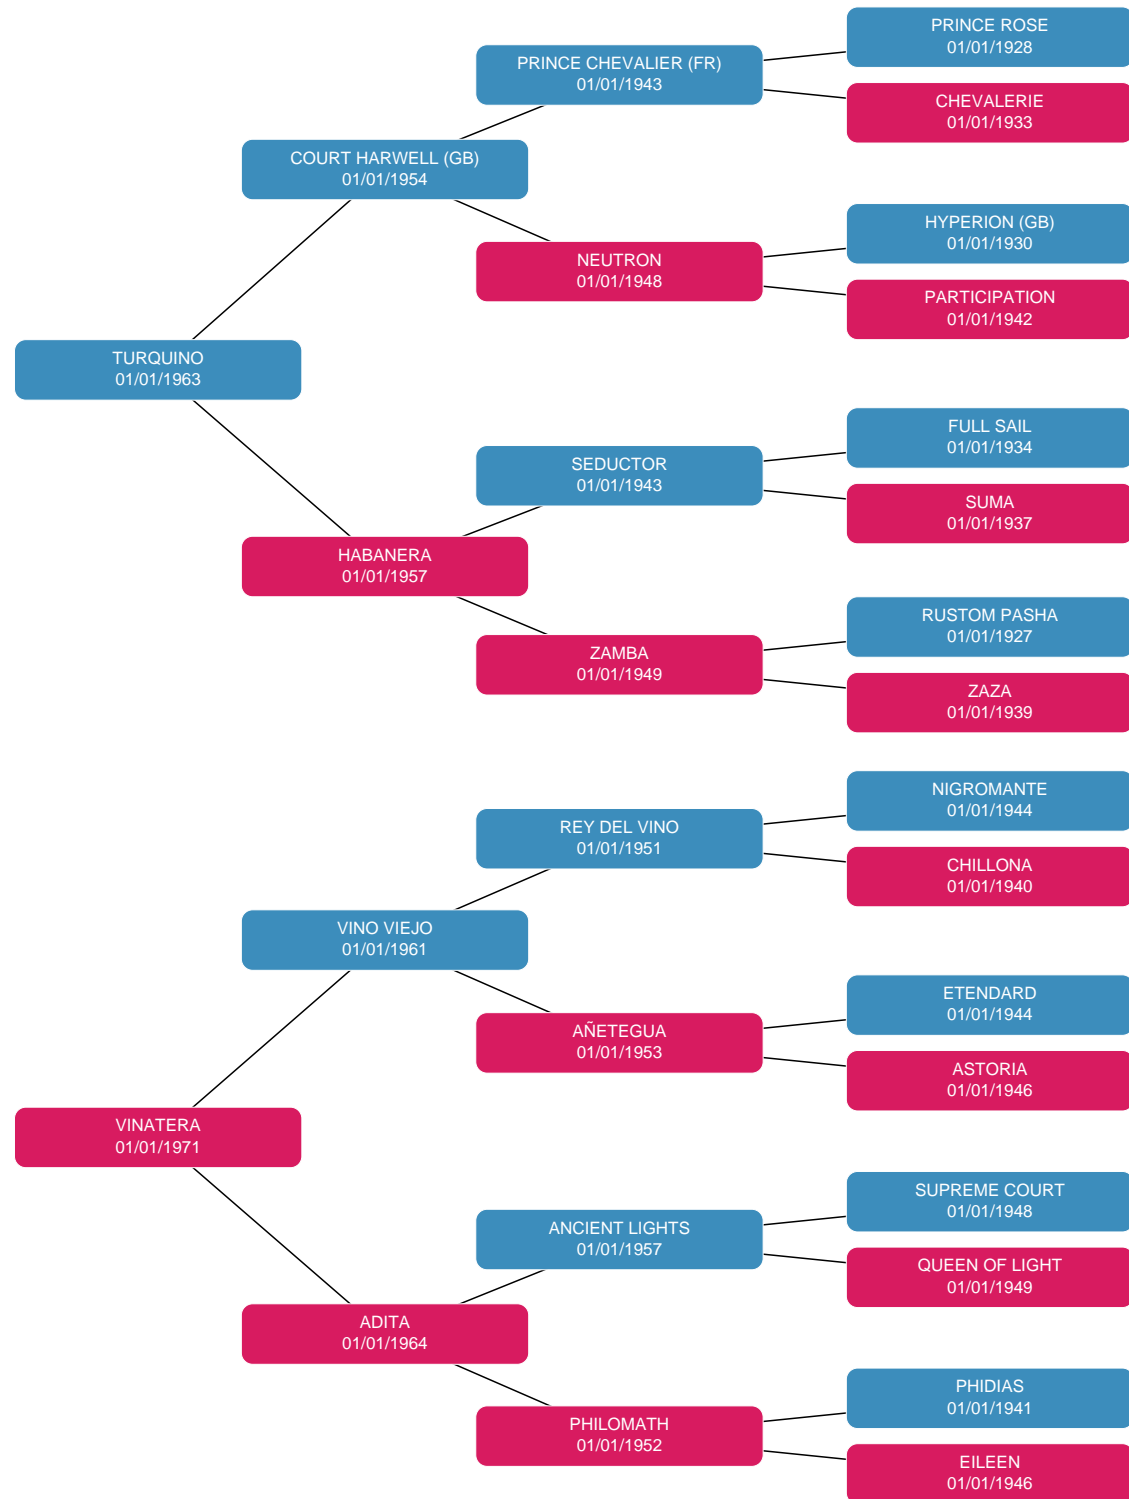 PRINCE ROSE
01/01/1928
PRINCE CHEVALIER (FR)
01/01/1943
CHEVALERIE
01/01/1933
COURT HARWELL (GB)
01/01/1954
HYPERION (GB)
01/01/1930
NEUTRON
01/01/1948
PARTICIPATION
01/01/1942
TURQUINO
01/01/1963
FULL SAIL
01/01/1934
SEDUCTOR
01/01/1943
SUMA
01/01/1937
HABANERA
01/01/1957
RUSTOM PASHA
01/01/1927
ZAMBA
01/01/1949
ZAZA
01/01/1939
NIGROMANTE
01/01/1944
REY DEL VINO
01/01/1951
CHILLONA
01/01/1940
VINO VIEJO
01/01/1961
ETENDARD
01/01/1944
AÑETEGUA
01/01/1953
ASTORIA
01/01/1946
VINATERA
01/01/1971
SUPREME COURT
01/01/1948
ANCIENT LIGHTS
01/01/1957
QUEEN OF LIGHT
01/01/1949
ADITA
01/01/1964
PHIDIAS
01/01/1941
PHILOMATH
01/01/1952
EILEEN
01/01/1946